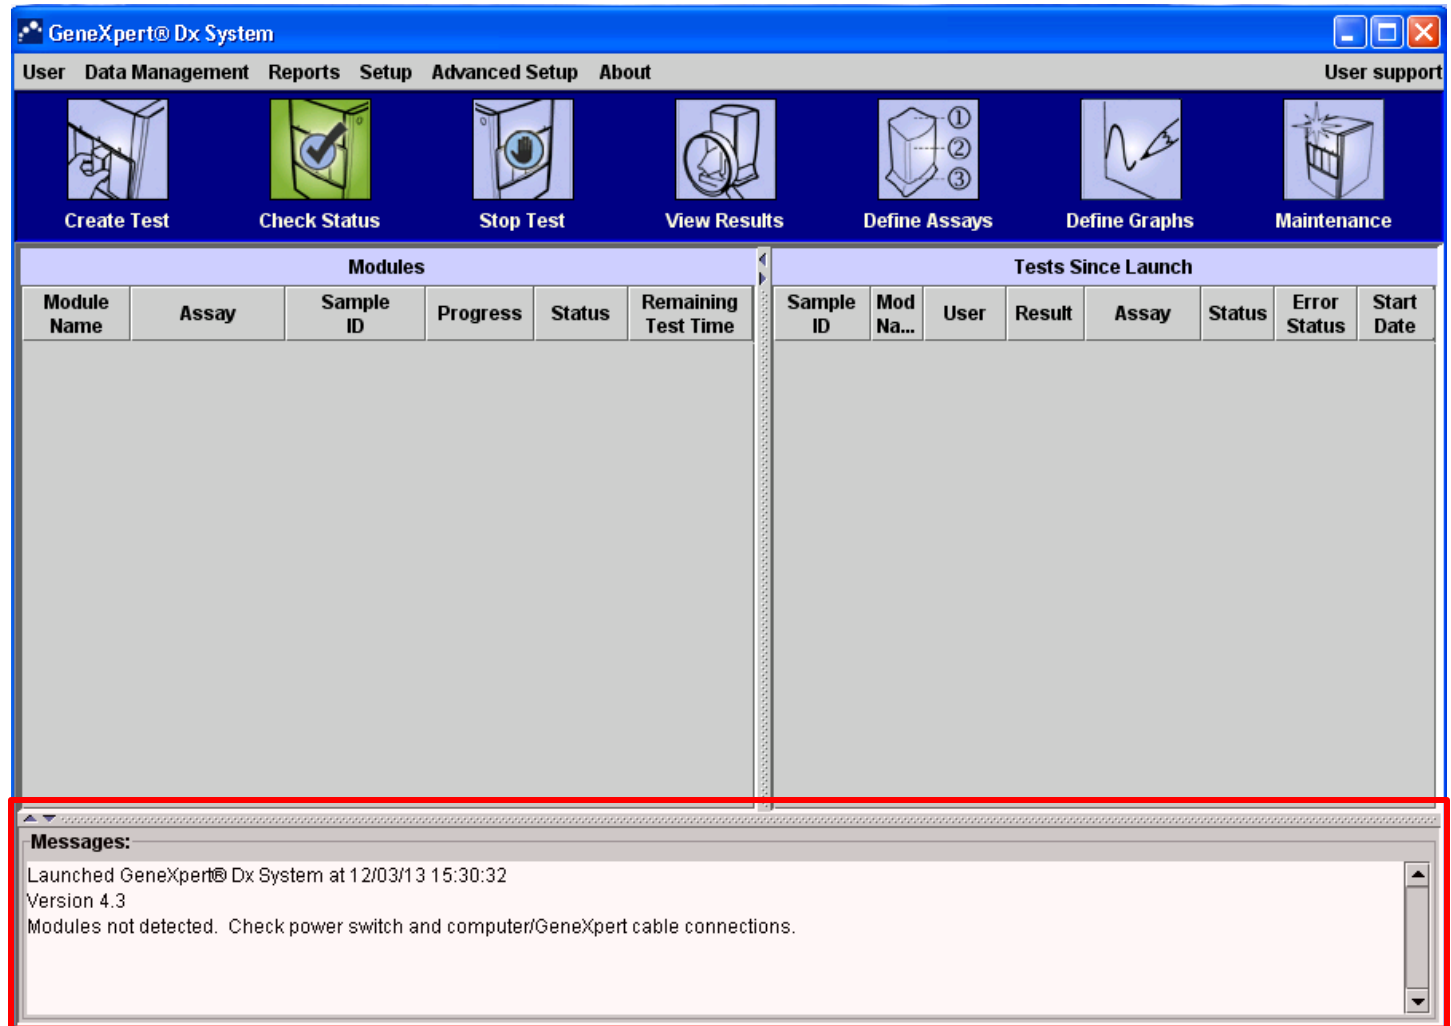 GeneXpert® Dx System
User Data Management Reports Setup Advanced Setup About User support
① ② ③
Create Test Check Status Stop Test View Results Define Assays Define Graphs Maintenance
Modules
Module Name Assay Sample ID Progress Status Remaining Test Time
Tests Since Launch
Sample ID Mod Na... User Result Assay Status Error Status Start Date
Messages:
Launched GeneXpert® Dx System at 12/03/13 15:30:32
Version 4.3
Modules not detected. Check power switch and computer/GeneXpert cable connections.